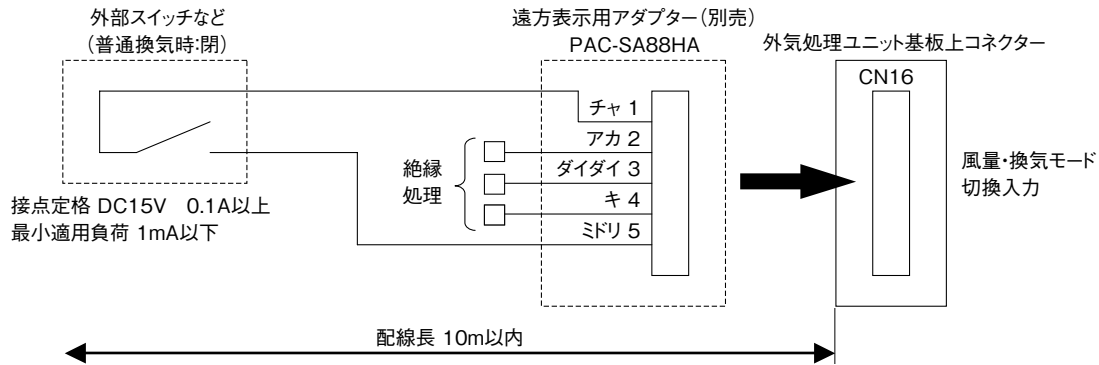 外部スイッチなど
(普通換気時:閉)
遠方表示用アダプター(別売)
PAC-SA88HA
外気処理ユニット基板上コネクター
CN16
チャ 1
アカ 2
ダイダイ 3
キ 4
ミドリ 5
絶縁
処理
風量・換気モード
切換入力
接点定格 DC15V 0.1A以上
最小適用負荷 1mA以下
配線長 10m以内